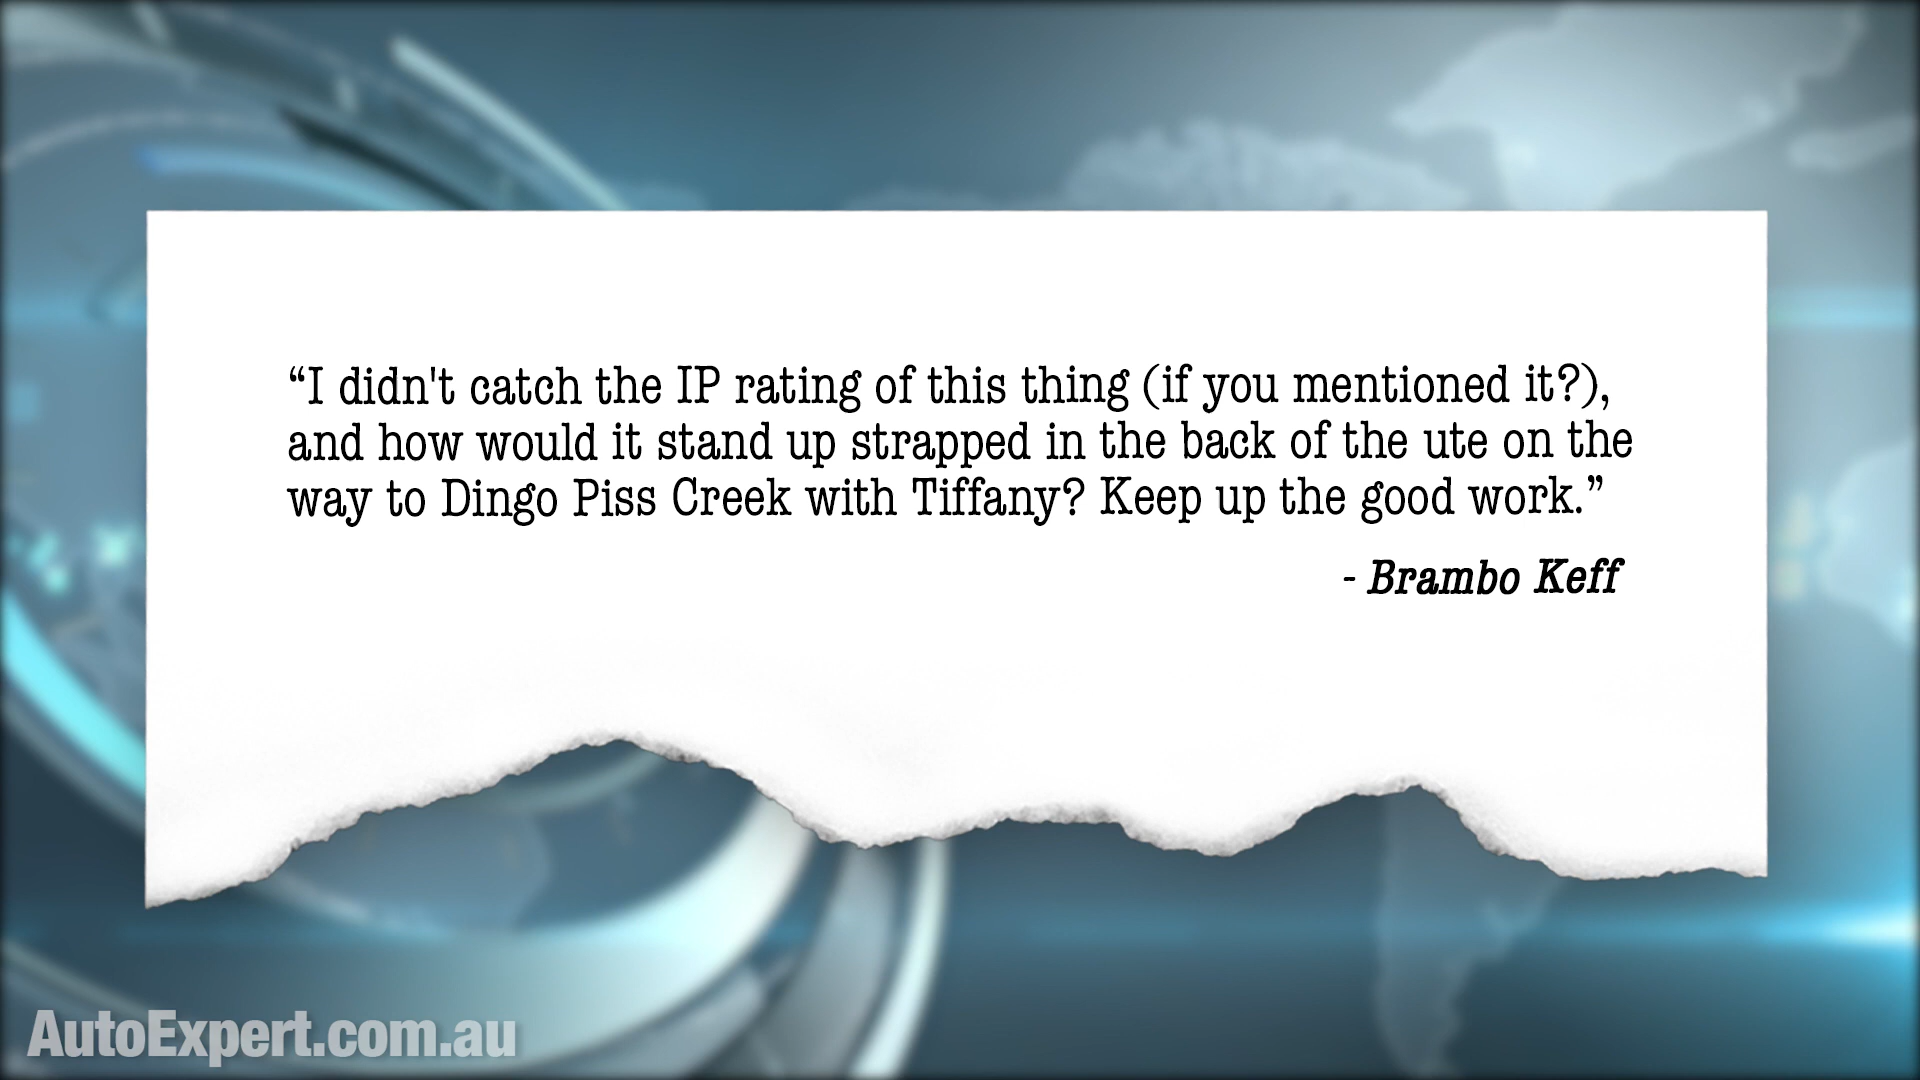 “I didn't catch the IP rating of this thing (if you mentioned it?),
and how would it stand up strapped in the back of the ute on the
way to Dingo Piss Creek with Tiffany? Keep up the good work.”
- Brambo Keff
AutoExpert.com.au